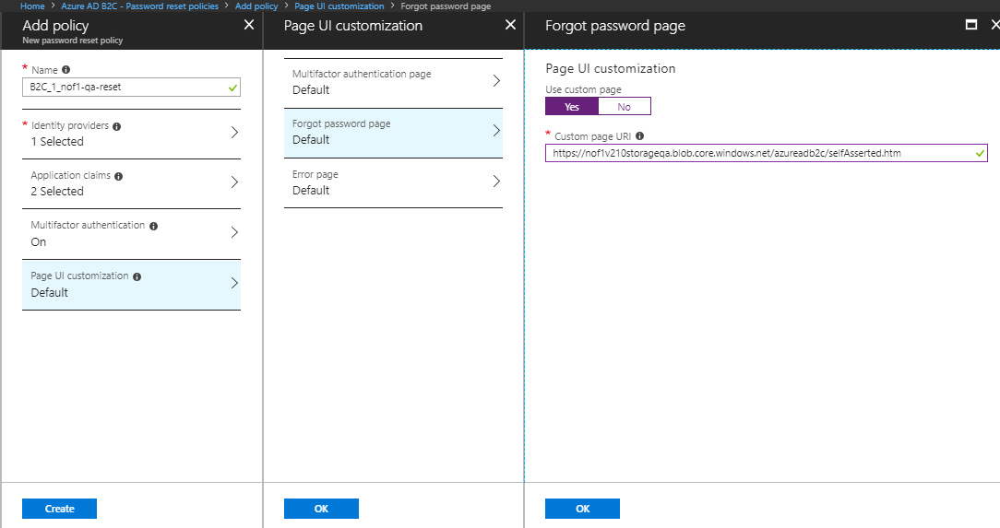 Home > Azure AD B2C - Password reset policies > Add policy > Page UI customization > Forgot password page
Add policy
New password reset policy
* Name
B2C_1_nof1-qa-reset
* Identity providers
1 Selected
Application claims
2 Selected
Multifactor authentication
On
Page UI customization
Default
Create
Page UI customization
Multifactor authentication page
Default
Forgot password page
Default
Error page
Default
OK
Forgot password page
Page UI customization
Use custom page
Yes No
* Custom page URI
https://nof1v210storageqa.blob.core.windows.net/azureadb2c/selfAsserted.htm
OK